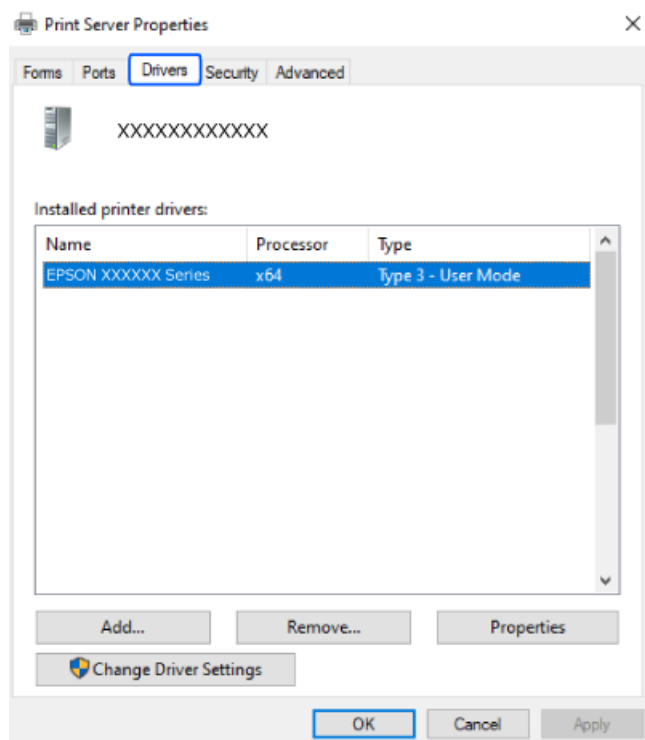 Print Server Properties
Forms Ports Drivers Security Advanced
XXXXXXXXXXXX
Installed printer drivers:
Name Processor Type
EPSON XXXXXX Series x64 Type 3 - User Mode
Add... Remove... Properties
Change Driver Settings
OK Cancel Apply